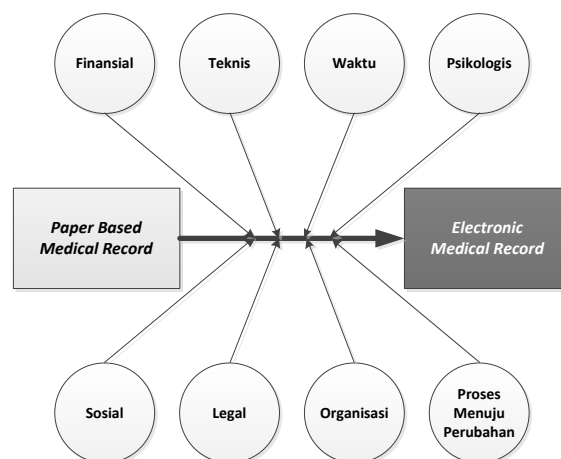 Finansial
Teknis
Waktu
Psikologis
Paper Based
Medical Record
Electronic
Medical Record
Sosial
Legal
Organisasi
Proses
Menuju
Perubahan